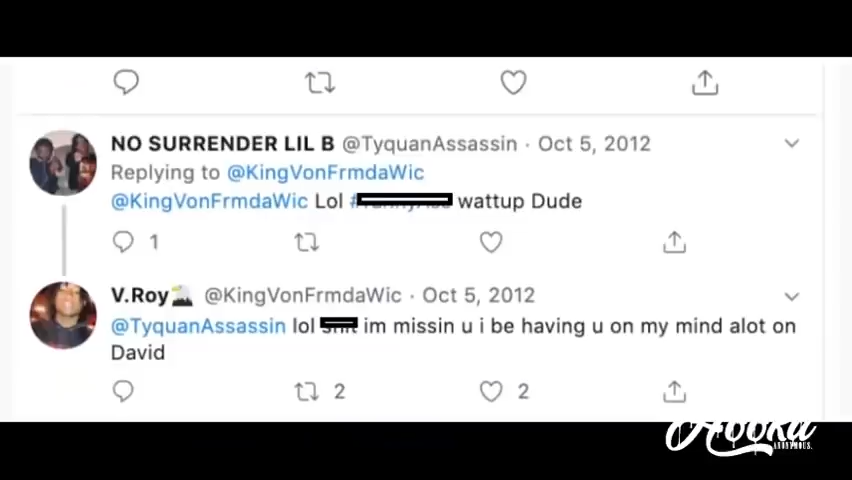 NO SURRENDER LIL B @TyquanAssassin · Oct 5, 2012
Replying to @KingVonFrmdaWic
@KingVonFrmdaWic Lol # wattup Dude
1
V.Roy @KingVonFrmdaWic · Oct 5, 2012
@TyquanAssassin lol im missin u i be having u on my mind alot on
David
2 2
ANONYMOUS.